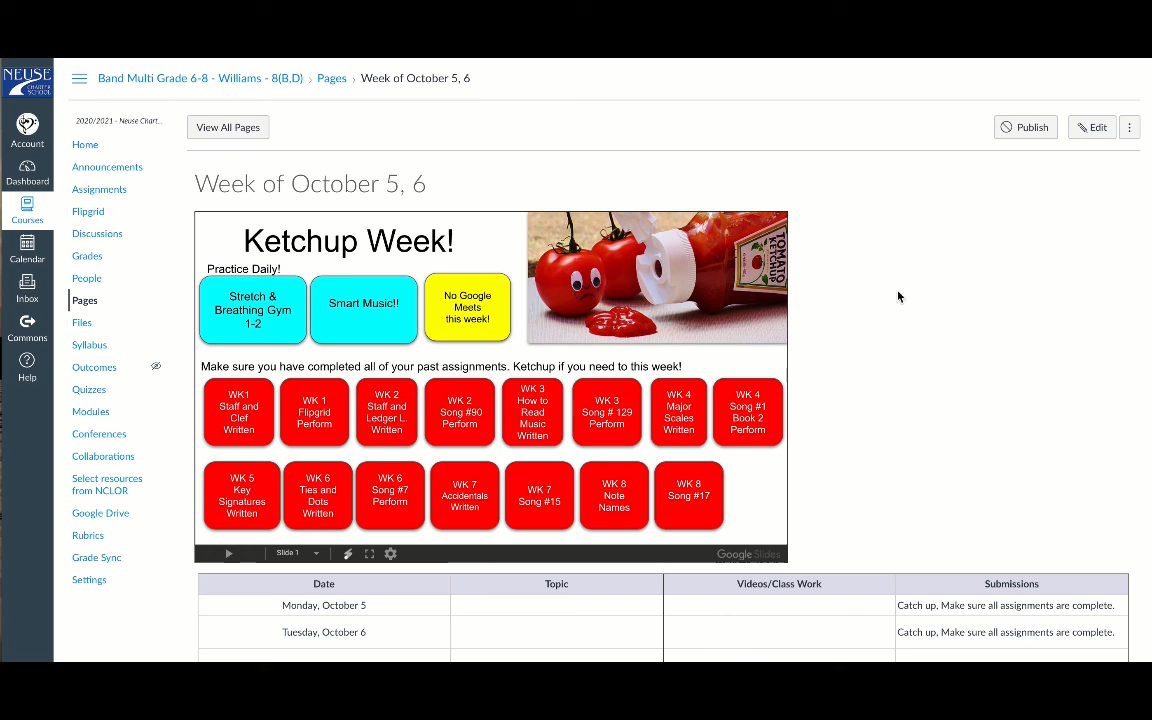 NEUSE
CHARTER
SCHOOL
Band Multi Grade 6-8 - Williams - 8(B,D) › Pages › Week of October 5, 6
Account
Dashboard
Courses
Calendar
Inbox
Commons
Help
2020/2021 - Neuse Chart...
Home
Announcements
Assignments
Flipgrid
Discussions
Grades
People
Pages
Files
Syllabus
Outcomes
Quizzes
Modules
Conferences
Collaborations
Select resources
from NCLOR
Google Drive
Rubrics
Grade Sync
Settings
View All Pages
Publish
Edit
Week of October 5, 6
Ketchup Week!
TOMATO
KETCHUP
Practice Daily!
Stretch &
Breathing Gym
1-2
Smart Music!!
No Google
Meets
this week!
Make sure you have completed all of your past assignments. Ketchup if you need to this week!
WK1
Staff and
Clef
Written
WK 1
Flipgrid
Perform
WK 2
Staff and
Ledger L.
Written
WK 2
Song #90
Perform
WK 3
How to
Read
Music
Written
WK 3
Song # 129
Perform
WK 4
Major
Scales
Written
WK 4
Song #1
Book 2
Perform
WK 5
Key
Signatures
Written
WK 6
Ties and
Dots
Written
WK 6
Song #7
Perform
WK 7
Accidentals
Written
WK 7
Song #15
WK 8
Note
Names
WK 8
Song #17
Slide 1
Google Slides
Date Topic Videos/Class Work Submissions
Monday, October 5 Catch up, Make sure all assignments are complete.
Tuesday, October 6 Catch up, Make sure all assignments are complete.